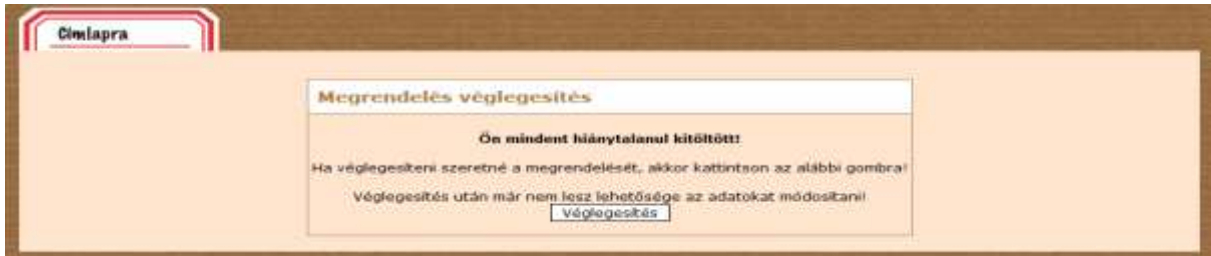 Címlapra
Megrendelés véglegesítés
Ön mindent hiánytalanul kitöltött!
Ha véglegesíteni szeretné a megrendelését, akkor kattintson az alábbi gombra!
Véglegesítés után már nem lesz lehetősége az adatokat módosítani!
Véglegesítés